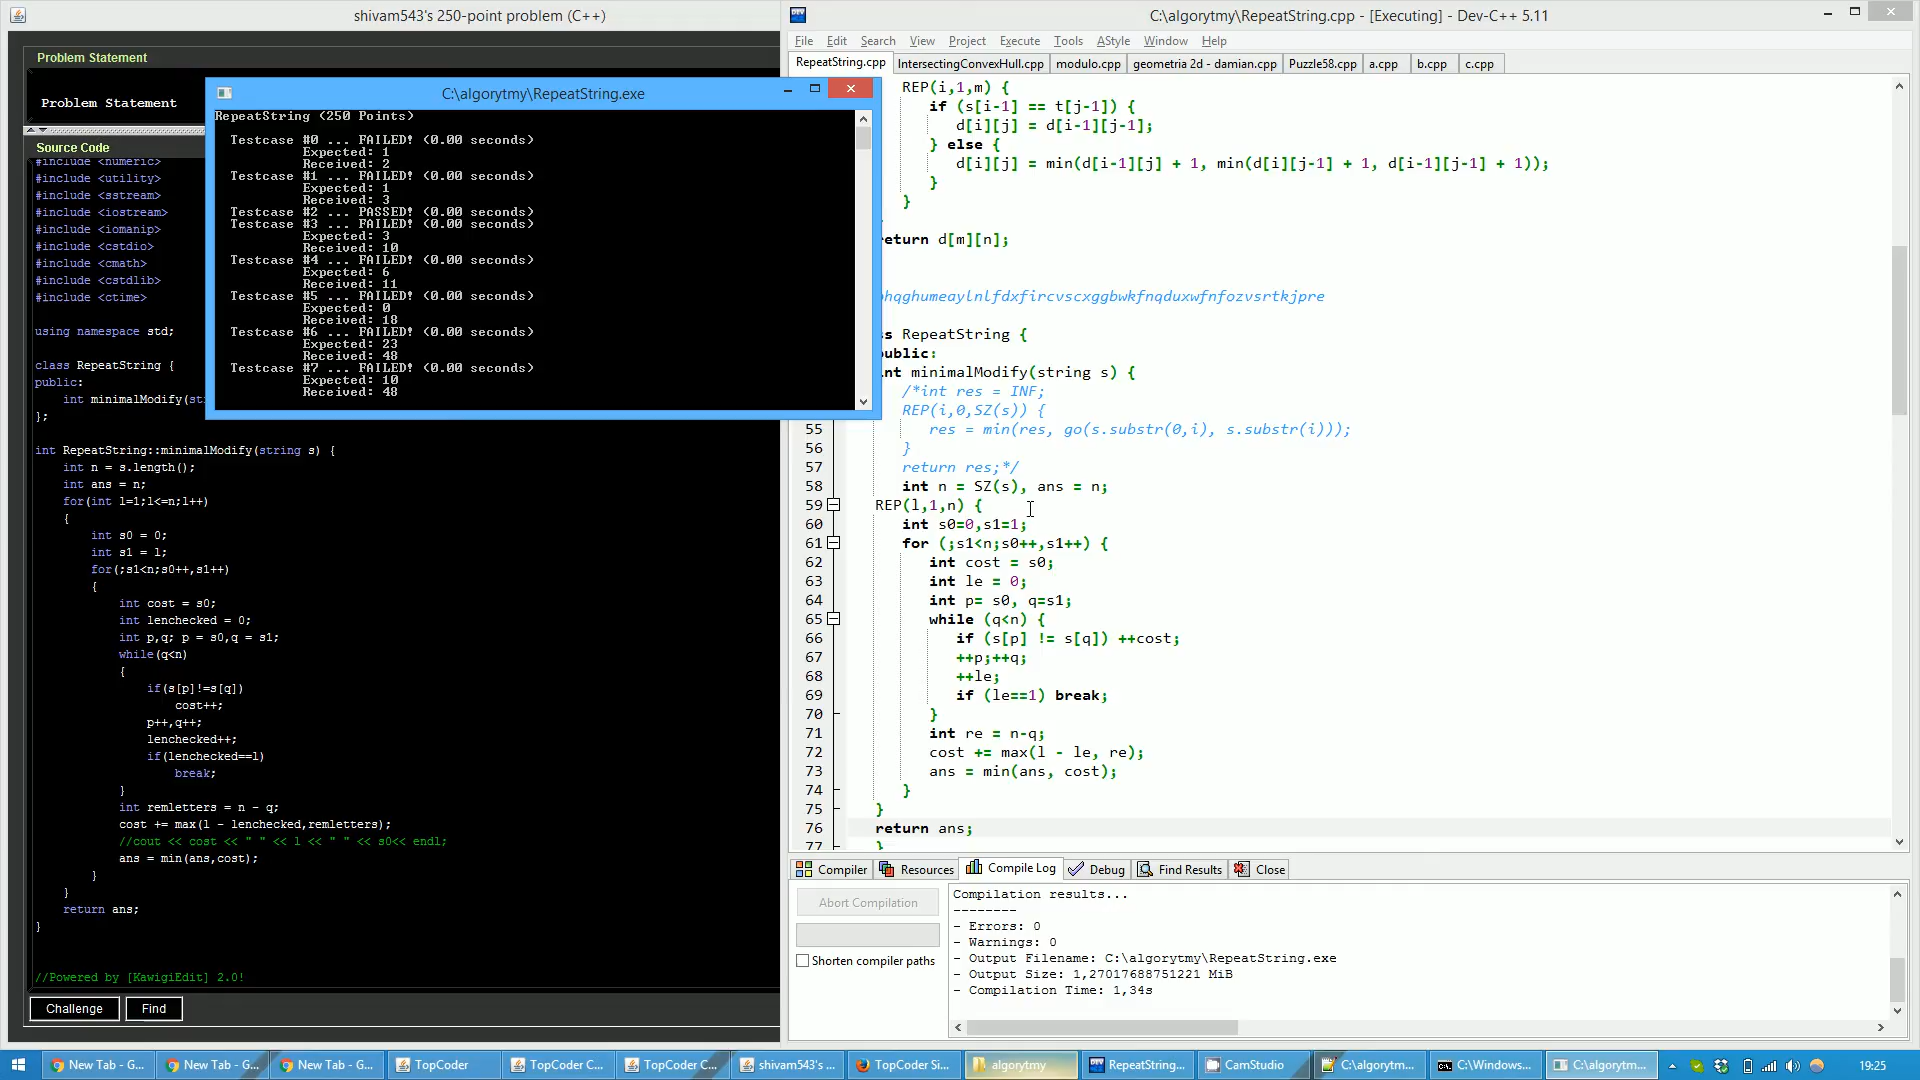 shivam543's 250-point problem (C++)
Problem Statement
Problem Statement
Source Code
#include <numeric>
#include <utility>
#include <sstream>
#include <iostream>
#include <iomanip>
#include <cstdio>
#include <cmath>
#include <cstdlib>
#include <ctime>
using namespace std;
class RepeatString {
public:
int minimalModify(st
};
int RepeatString::minimalModify(string s) {
int n = s.length();
int ans = n;
for(int l=1;l<=n;l++)
{
int s0 = 0;
int s1 = l;
for(;s1<n;s0++,s1++)
{
int cost = s0;
int lenchecked = 0;
int p,q; p = s0,q = s1;
while(q<n)
{
if(s[p]!=s[q])
cost++;
p++,q++;
lenchecked++;
if(lenchecked==l)
break;
}
int remletters = n - q;
cost += max(l - lenchecked,remletters);
//cout << cost << " " << l << " " << s0<< endl;
ans = min(ans,cost);
}
}
return ans;
}
//Powered by [KawigiEdit] 2.0!
Challenge
Find
C:\algorytmy\RepeatString.exe
RepeatString (250 Points)
Testcase #0 ... FAILED! (0.00 seconds)
Expected: 1
Received: 2
Testcase #1 ... FAILED! (0.00 seconds)
Expected: 1
Received: 3
Testcase #2 ... PASSED! (0.00 seconds)
Testcase #3 ... FAILED! (0.00 seconds)
Expected: 3
Received: 10
Testcase #4 ... FAILED! (0.00 seconds)
Expected: 6
Received: 11
Testcase #5 ... FAILED! (0.00 seconds)
Expected: 0
Received: 18
Testcase #6 ... FAILED! (0.00 seconds)
Expected: 23
Received: 48
Testcase #7 ... FAILED! (0.00 seconds)
Expected: 10
Received: 48
C:\algorytmy\RepeatString.cpp - [Executing] - Dev-C++ 5.11
File Edit Search View Project Execute Tools AStyle Window Help
RepeatString.cpp IntersectingConvexHull.cpp modulo.cpp geometria 2d - damian.cpp Puzzle58.cpp a.cpp b.cpp c.cpp
REP(i,1,m) {
if (s[i-1] == t[j-1]) {
d[i][j] = d[i-1][j-1];
} else {
d[i][j] = min(d[i-1][j] + 1, min(d[i][j-1] + 1, d[i-1][j-1] + 1));
}
}
return d[m][n];
hqghumeaylnlfdxfircvscxggbwkfnqduxwfnfozvsrtkjpre
ss RepeatString {
public:
int minimalModify(string s) {
/*int res = INF;
REP(i,0,SZ(s)) {
55 res = min(res, go(s.substr(0,i), s.substr(i)));
56 }
57 return res;*/
58 int n = SZ(s), ans = n;
59 REP(l,1,n) {
60 int s0=0,s1=1;
61 for (;s1<n;s0++,s1++) {
62 int cost = s0;
63 int le = 0;
64 int p= s0, q=s1;
65 while (q<n) {
66 if (s[p] != s[q]) ++cost;
67 ++p;++q;
68 ++le;
69 if (le==1) break;
70 }
71 int re = n-q;
72 cost += max(l - le, re);
73 ans = min(ans, cost);
74 }
75 }
76 return ans;
77 }
Compiler Resources Compile Log Debug Find Results Close
Abort Compilation
Shorten compiler paths
Compilation results...
--------
- Errors: 0
- Warnings: 0
- Output Filename: C:\algorytmy\RepeatString.exe
- Output Size: 1,27017688751221 MiB
- Compilation Time: 1,34s
New Tab - G... New Tab - G... New Tab - G... TopCoder TopCoder C... TopCoder C... shivam543's ... TopCoder Si... algorytmy RepeatString... CamStudio C:\algorytm... C:\Windows... C:\algorytm... 19:25